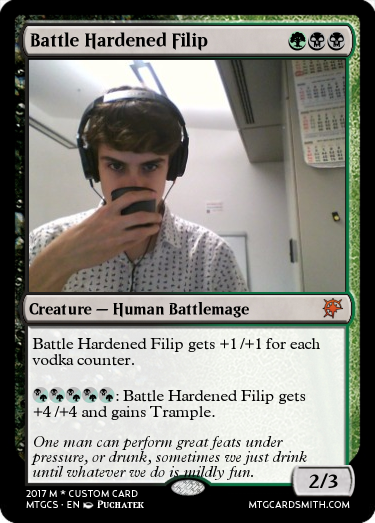 Battle Hardened Filip
Creature — Human Battlemage
Battle Hardened Filip gets +1/+1 for each
vodka counter.
: Battle Hardened Filip gets
+4/+4 and gains Trample.
One man can perform great feats under
pressure, or drunk, sometimes we just drink
until whatever we do is mildly fun.
2/3
2017 M * CUSTOM CARD
MTGCS • EN PUCHATEK
MTGCARDSMITH.COM